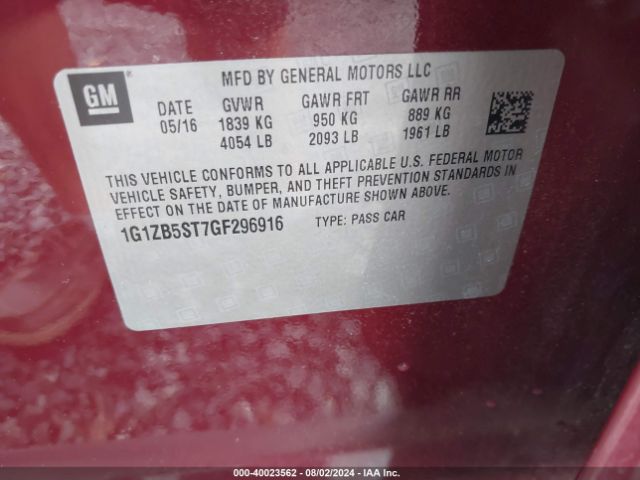 MFD BY GENERAL MOTORS LLC
GM
DATE GVWR GAWR FRT GAWR RR
05/16 1839 KG 950 KG 889 KG
4054 LB 2093 LB 1961 LB
THIS VEHICLE CONFORMS TO ALL APPLICABLE U.S. FEDERAL MOTOR
VEHICLE SAFETY, BUMPER, AND THEFT PREVENTION STANDARDS IN
EFFECT ON THE DATE OF MANUFACTURE SHOWN ABOVE.
1G1ZB5ST7GF296916 TYPE: PASS CAR
000-40023562 - 08/02/2024 - IAA Inc.